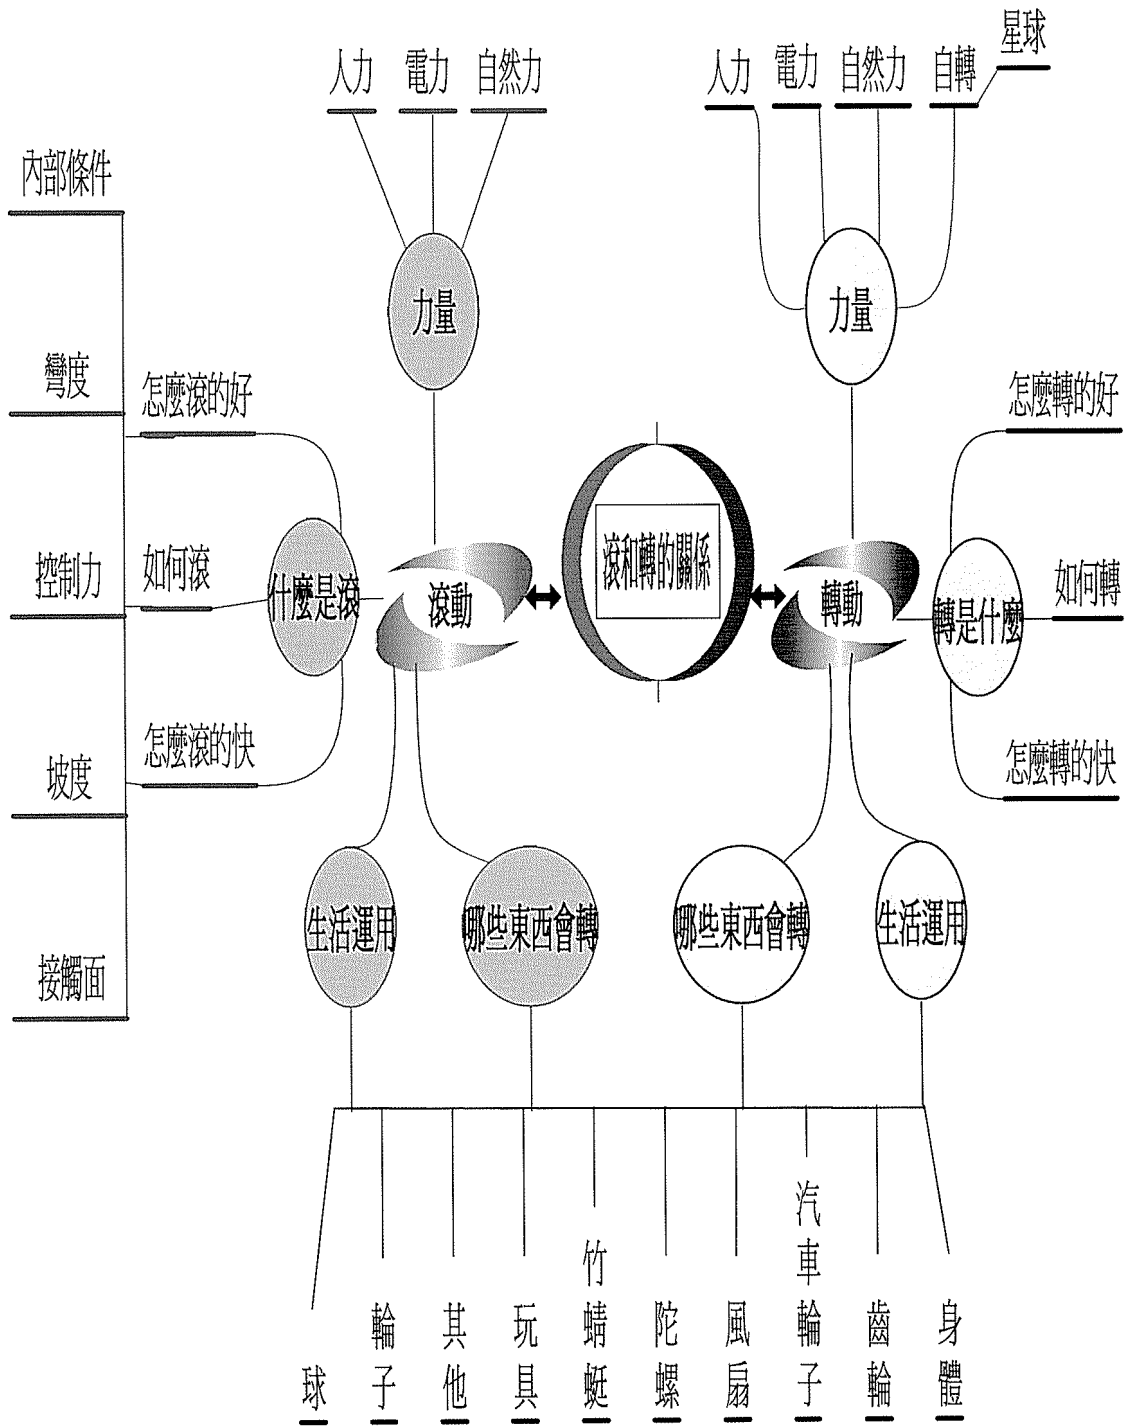 星球
人力
電力
自然力
人力
電力
自然力
自轉
內部條件
力量
力量
彎度
怎麼滾的好
怎麼轉的好
控制力
如何滾
什麼是滾
滾動
滾和轉的關係
轉動
轉是什麼
如何轉
坡度
怎麼滾的快
怎麼轉的快
生活運用
哪些東西會轉
哪些東西會轉
生活運用
接觸面
球
輪子
其他
玩具
竹蜻蜓
陀螺
風扇
汽車輪子
齒輪
身體